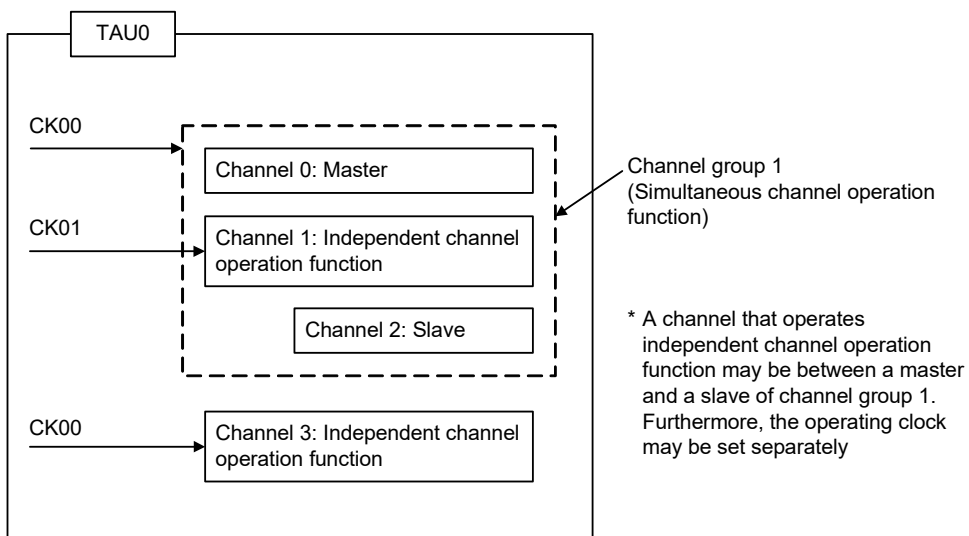 TAU0
CK00
Channel 0: Master
CK01
Channel 1: Independent channel
operation function
Channel 2: Slave
CK00
Channel 3: Independent channel
operation function
Channel group 1
(Simultaneous channel operation
function)
* A channel that operates
independent channel operation
function may be between a master
and a slave of channel group 1.
Furthermore, the operating clock
may be set separately